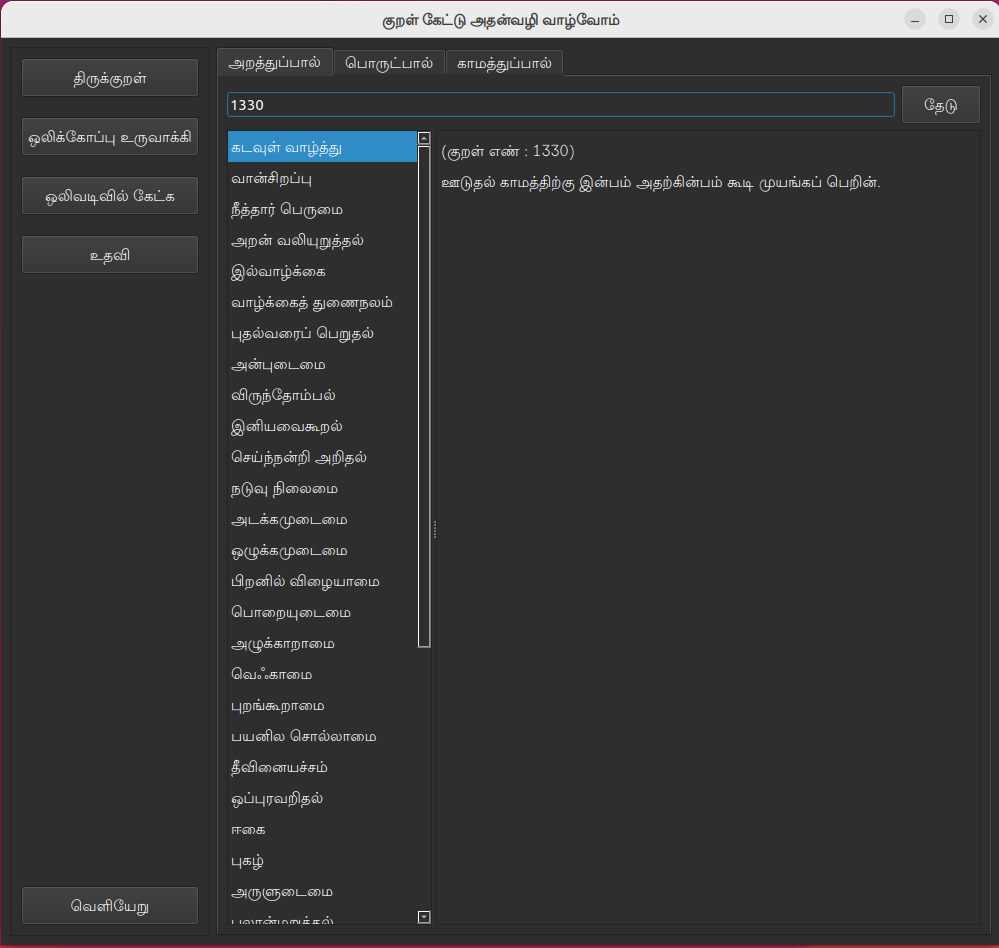 குறள் கேட்டு அதன்வழி வாழ்வோம்
திருக்குறள்
ஒலிக்கோப்பு உருவாக்கி
ஒலிவடிவில் கேட்க
உதவி
வெளியேறு
அறத்துப்பால் பொருட்பால் காமத்துப்பால்
1330 தேடு
கடவுள் வாழ்த்து
வான்சிறப்பு
நீத்தார் பெருமை
அறன் வலியுறுத்தல்
இல்வாழ்க்கை
வாழ்க்கைத் துணைநலம்
புதல்வரைப் பெறுதல்
அன்புடைமை
விருந்தோம்பல்
இனியவைகூறல்
செய்ந்நன்றி அறிதல்
நடுவு நிலைமை
அடக்கமுடைமை
ஒழுக்கமுடைமை
பிறனில் விழையாமை
பொறையுடைமை
அழுக்காறாமை
வெஃகாமை
புறங்கூறாமை
பயனில சொல்லாமை
தீவினையச்சம்
ஒப்புரவறிதல்
ஈகை
புகழ்
அருளுடைமை
புலான்மறுத்தல்
(குறள் எண் : 1330)
ஊடுதல் காமத்திற்கு இன்பம் அதற்கின்பம் கூடி முயங்கப் பெறின்.